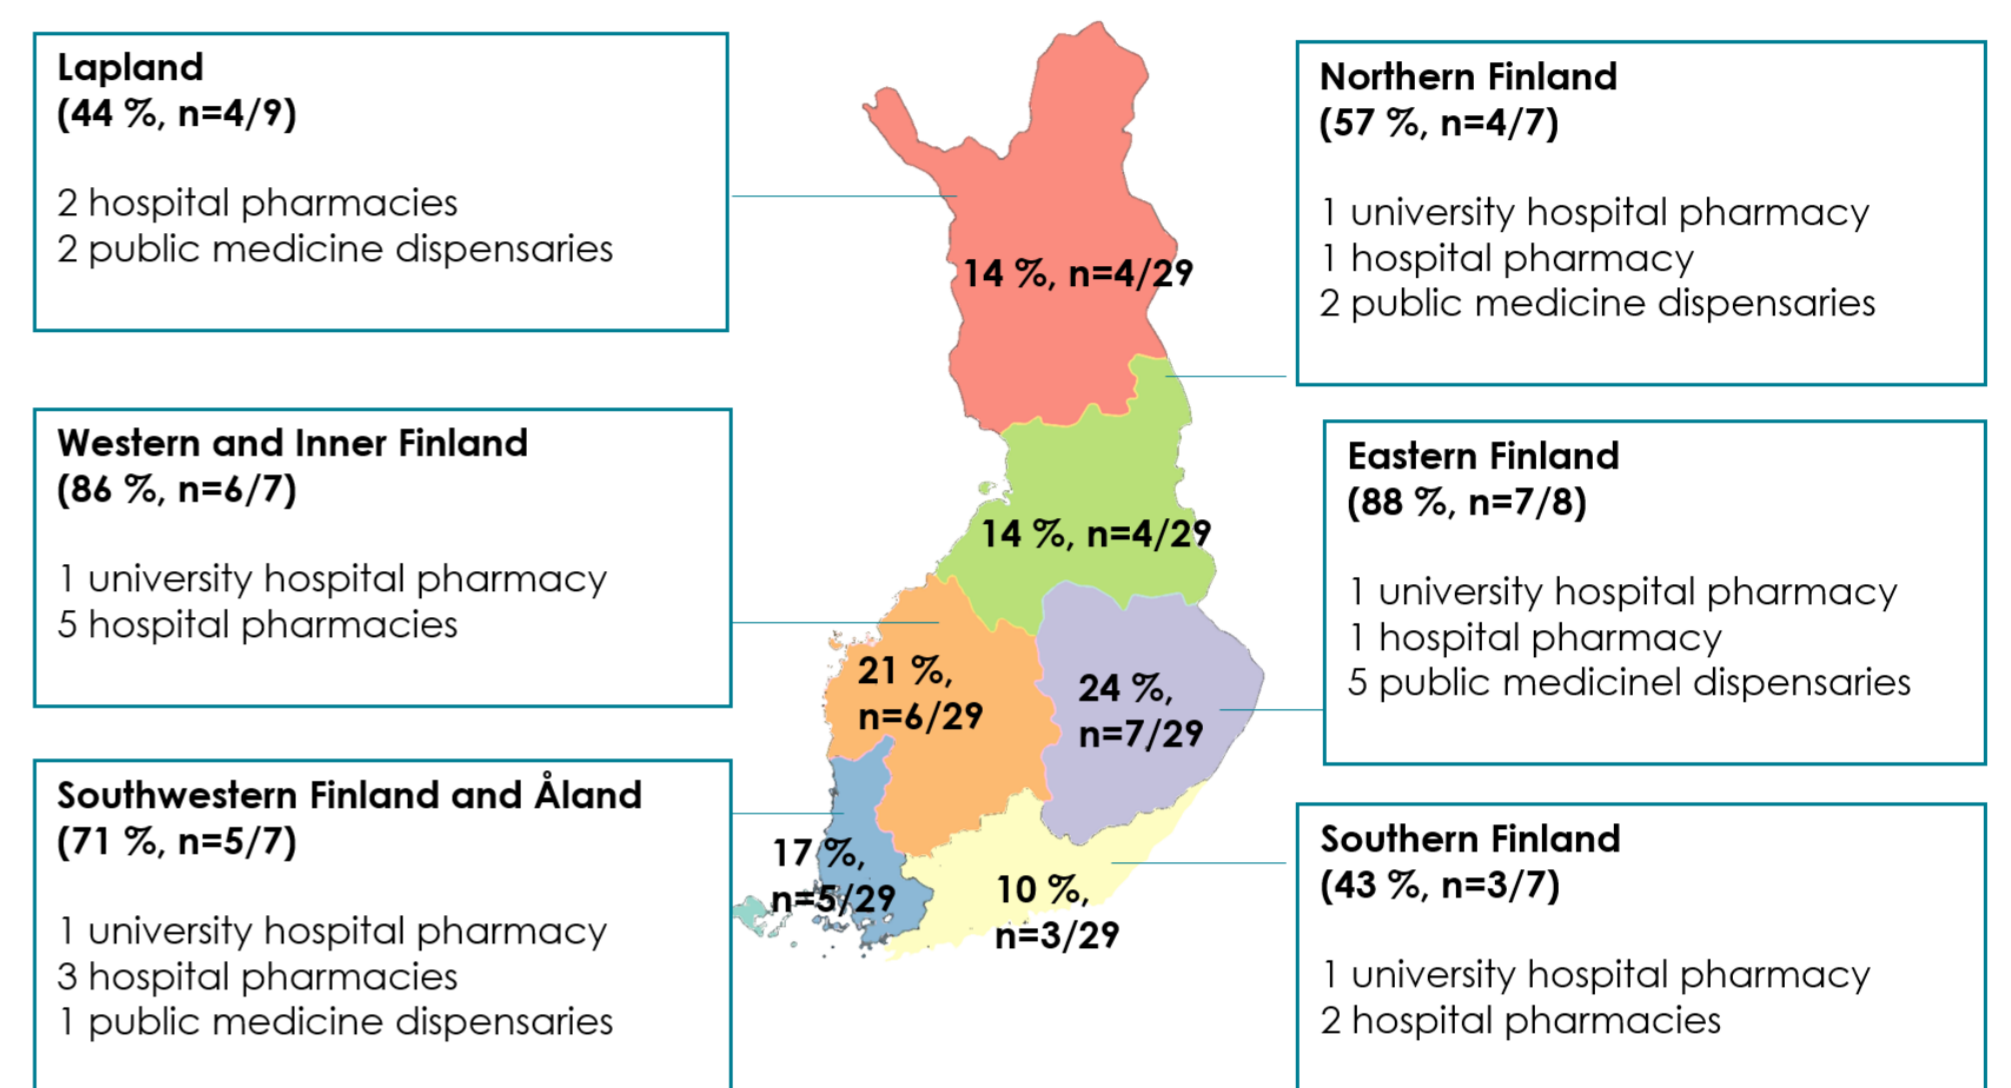 Lapland
(44 %, n=4/9)
2 hospital pharmacies
2 public medicine dispensaries
Northern Finland
(57 %, n=4/7)
1 university hospital pharmacy
1 hospital pharmacy
2 public medicine dispensaries
14 %, n=4/29
Western and Inner Finland
(86 %, n=6/7)
1 university hospital pharmacy
5 hospital pharmacies
14 %, n=4/29
Eastern Finland
(88 %, n=7/8)
1 university hospital pharmacy
1 hospital pharmacy
5 public medicinel dispensaries
21 %,
n=6/29
24 %,
n=7/29
Southwestern Finland and Åland
(71 %, n=5/7)
1 university hospital pharmacy
3 hospital pharmacies
1 public medicine dispensaries
17 %,
n=5/29
10 %,
n=3/29
Southern Finland
(43 %, n=3/7)
1 university hospital pharmacy
2 hospital pharmacies